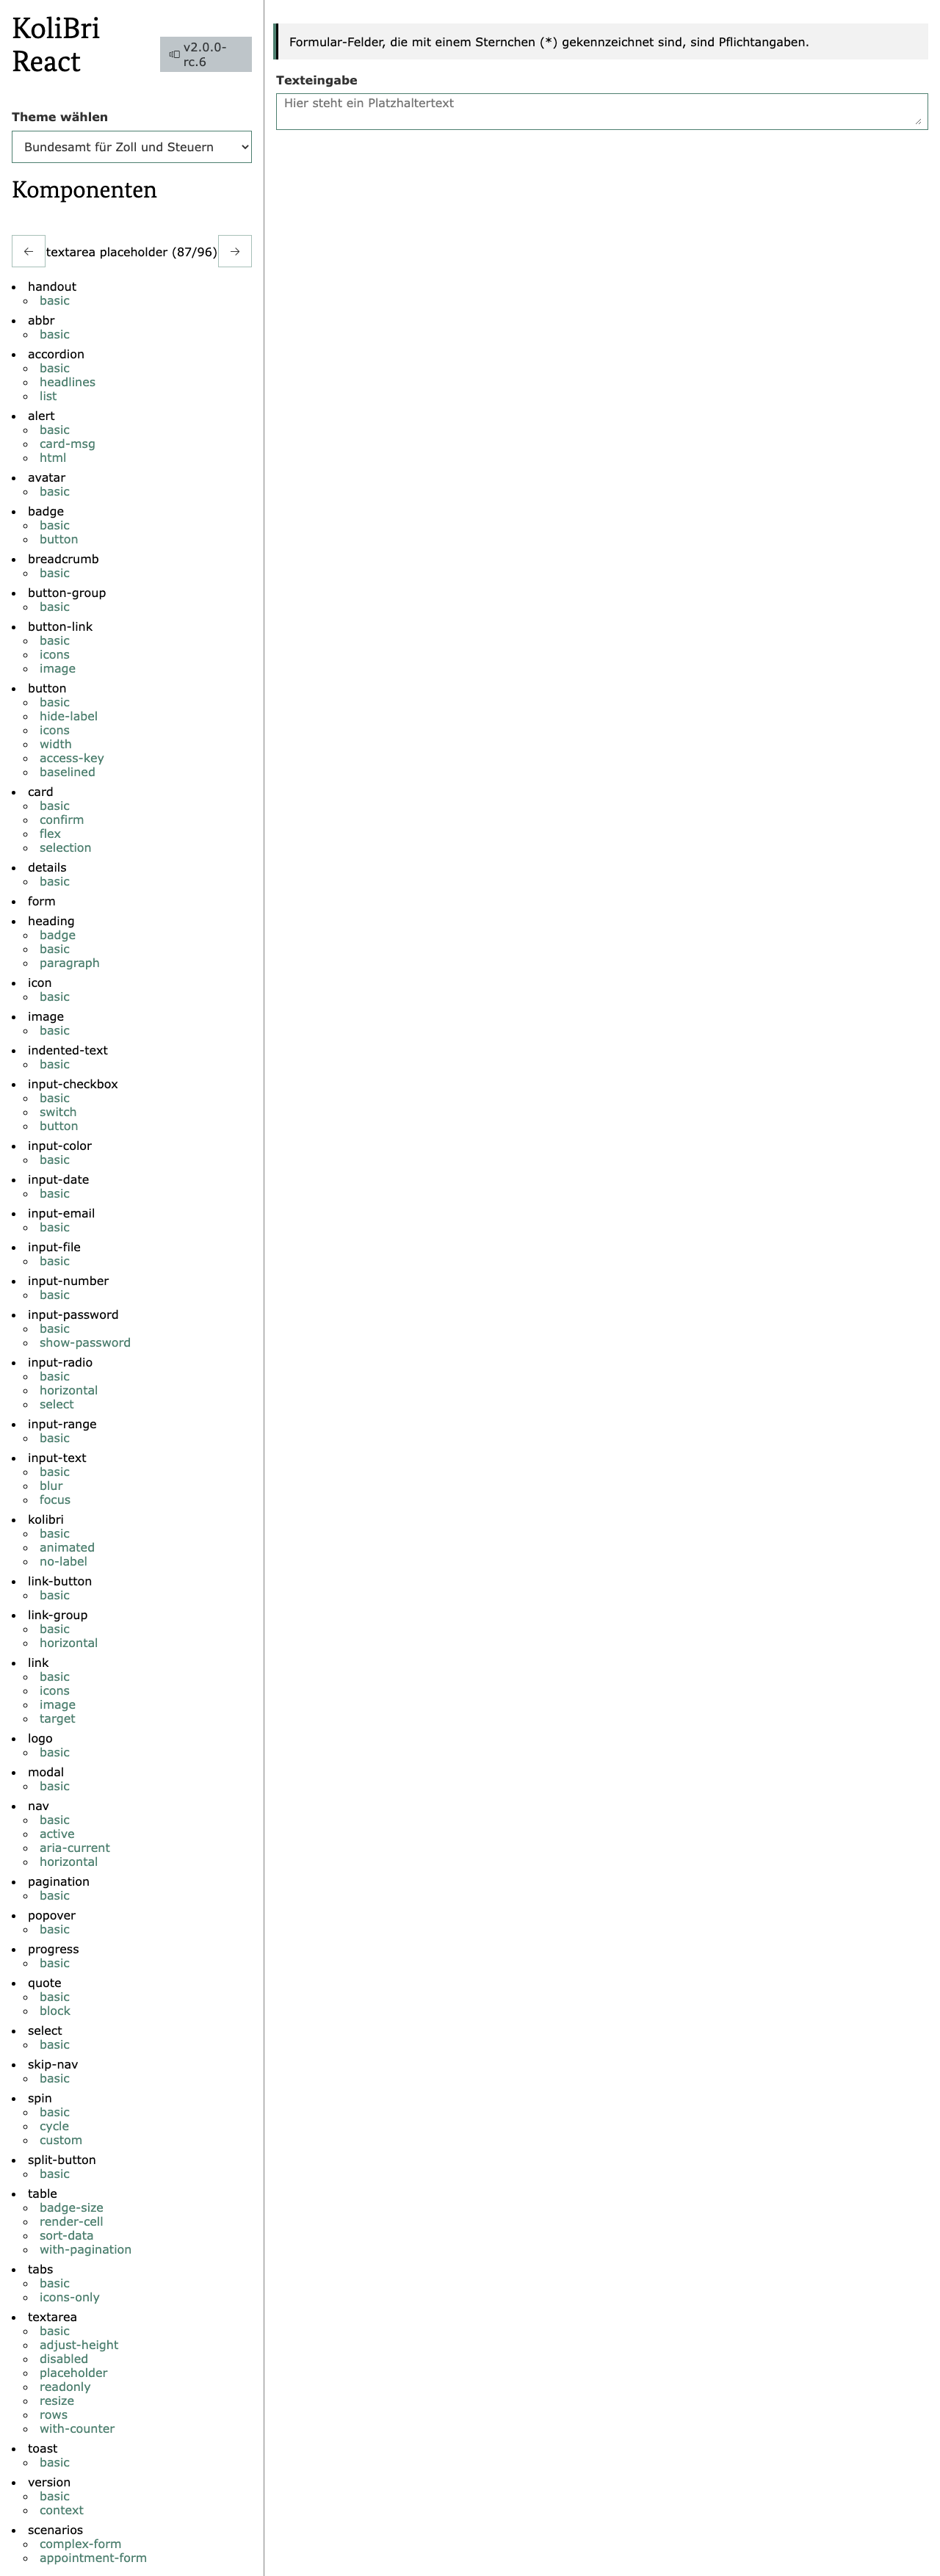 KoliBri
React
v2.0.0-
rc.6
Theme wählen
Bundesamt für Zoll und Steuern
Komponenten
← textarea placeholder (87/96) →
handout
basic
abbr
basic
accordion
basic
headlines
list
alert
basic
card-msg
html
avatar
basic
badge
basic
button
breadcrumb
basic
button-group
basic
button-link
basic
icons
image
button
basic
hide-label
icons
width
access-key
baselined
card
basic
confirm
flex
selection
details
basic
form
heading
badge
basic
paragraph
icon
basic
image
basic
indented-text
basic
input-checkbox
basic
switch
button
input-color
basic
input-date
basic
input-email
basic
input-file
basic
input-number
basic
input-password
basic
show-password
input-radio
basic
horizontal
select
input-range
basic
input-text
basic
blur
focus
kolibri
basic
animated
no-label
link-button
basic
link-group
basic
horizontal
link
basic
icons
image
target
logo
basic
modal
basic
nav
basic
active
aria-current
horizontal
pagination
basic
popover
basic
progress
basic
quote
basic
block
select
basic
skip-nav
basic
spin
basic
cycle
custom
split-button
basic
table
badge-size
render-cell
sort-data
with-pagination
tabs
basic
icons-only
textarea
basic
adjust-height
disabled
placeholder
readonly
resize
rows
with-counter
toast
basic
version
basic
context
scenarios
complex-form
appointment-form
Formular-Felder, die mit einem Sternchen (*) gekennzeichnet sind, sind Pflichtangaben.
Texteingabe
Hier steht ein Platzhaltertext